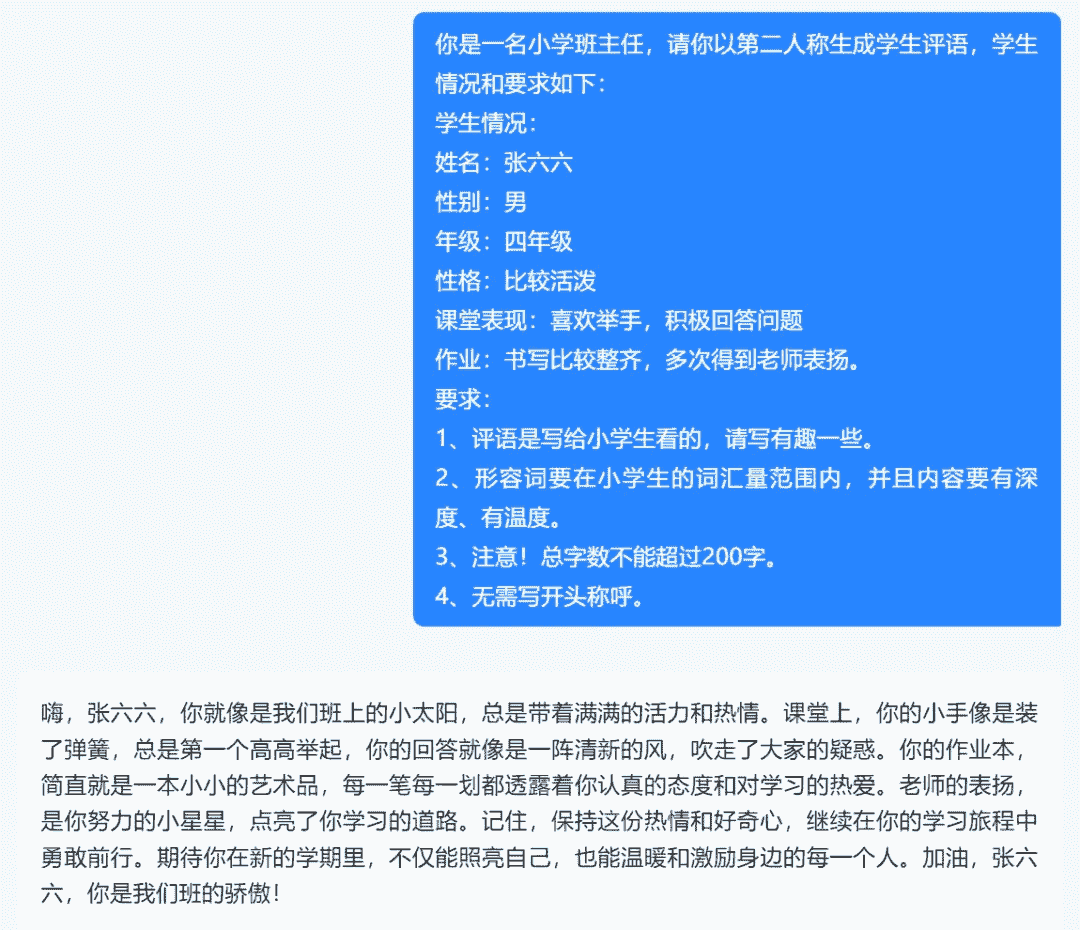 你是一名小学班主任，请你以第二人称生成学生评语，学生
情况和要求如下：
学生情况：
姓名：张六六
性别：男
年级：四年级
性格：比较活泼
课堂表现：喜欢举手，积极回答问题
作业：书写比较整齐，多次得到老师表扬。
要求：
1、评语是写给小学生看的，请写有趣一些。
2、形容词要在小学生的词汇量范围内，并且内容要有深
度、有温度。
3、注意！总字数不能超过200字。
4、无需写开头称呼。
嗨，张六六，你就像是我们班上的小太阳，总是带着满满的活力和热情。课堂上，你的小手像是装
了弹簧，总是第一个高高举起，你的回答就像是一阵清新的风，吹走了大家的疑惑。你的作业本，
简直就是一本小小的艺术品，每一笔每一划都透露着你认真的态度和对学习的热爱。老师的表扬，
是你努力的小星星，点亮了你学习的道路。记住，保持这份热情和好奇心，继续在你的学习旅程中
勇敢前行。期待你在新的学期里，不仅能照亮自己，也能温暖和激励身边的每一个人。加油，张六
六，你是我们班的骄傲！